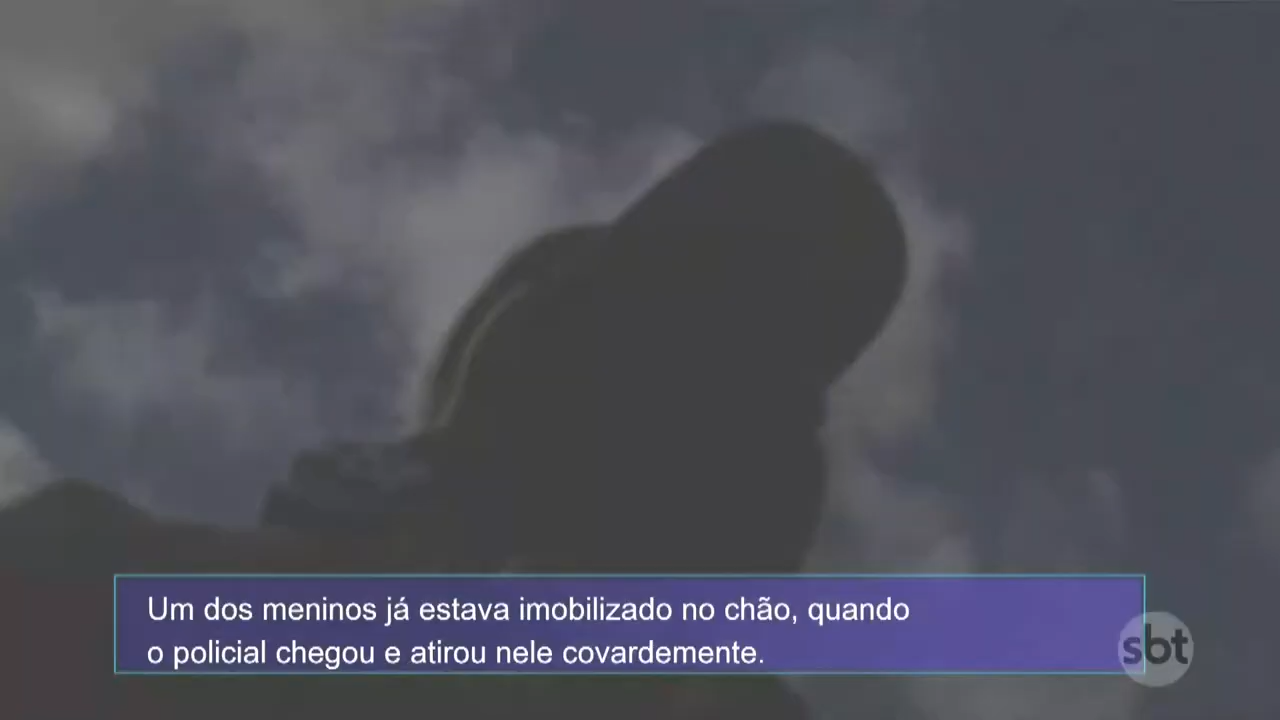 Um dos meninos já estava imobilizado no chão, quando
o policial chegou e atirou nele covardemente.
sbt